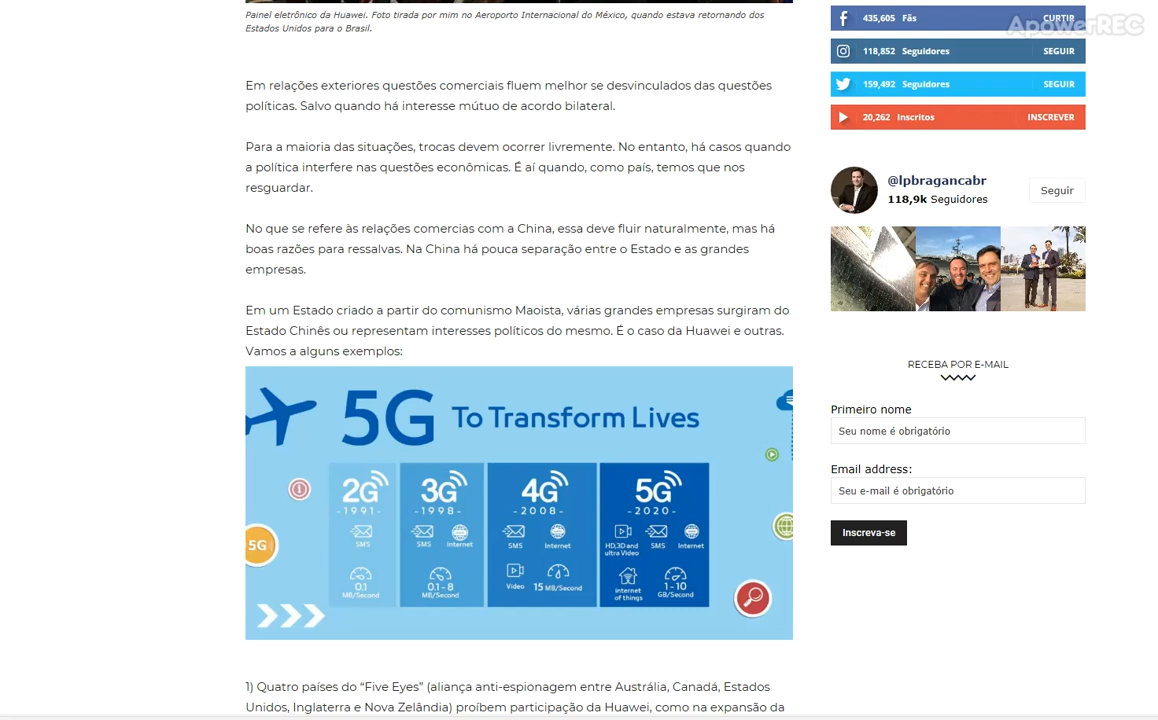 Painel eletrônico da Huawei. Foto tirada por mim no Aeroporto Internacional do México, quando estava retornando dos
Estados Unidos para o Brasil.
Em relações exteriores questões comerciais fluem melhor se desvinculados das questões
políticas. Salvo quando há interesse mútuo de acordo bilateral.
Para a maioria das situações, trocas devem ocorrer livremente. No entanto, há casos quando
a política interfere nas questões econômicas. É aí quando, como país, temos que nos
resguardar.
No que se refere às relações comercias com a China, essa deve fluir naturalmente, mas há
boas razões para ressalvas. Na China há pouca separação entre o Estado e as grandes
empresas.
Em um Estado criado a partir do comunismo Maoista, várias grandes empresas surgiram do
Estado Chinês ou representam interesses políticos do mesmo. É o caso da Huawei e outras.
Vamos a alguns exemplos:
5G To Transform Lives
2G 3G 4G 5G
-1991- -1998- -2008- -2020-
SMS SMS Internet SMS Internet HD,3D and ultra Video SMS Internet
5G
0.1 MB/Second 0.1-8 MB/Second Video 15 MB/Second internet of things 1-10 GB/Second
1) Quatro países do “Five Eyes” (aliança anti-espionagem entre Austrália, Canadá, Estados
Unidos, Inglaterra e Nova Zelândia) proíbem participação da Huawei, como na expansão da
ApowerREC
435,605 Fãs CURTIR
118,852 Seguidores SEGUIR
159,492 Seguidores SEGUIR
20,262 Inscritos INSCREVER
@lpbragancabr
118,9k Seguidores
Seguir
RECEBA POR E-MAIL
Primeiro nome
Seu nome é obrigatório
Email address:
Seu e-mail é obrigatório
Inscreva-se